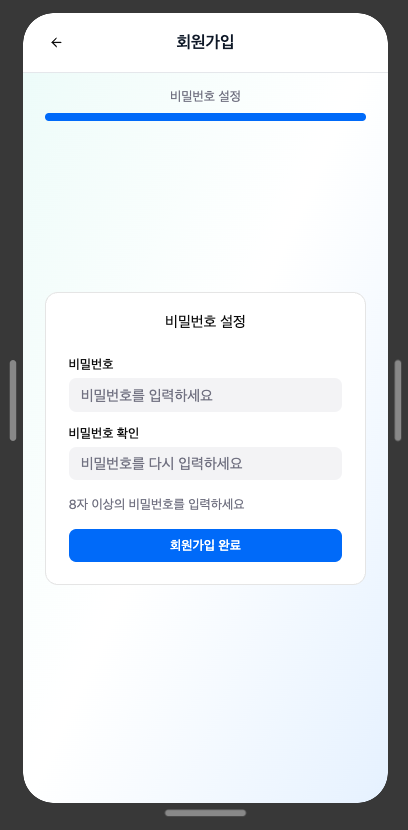 회원가입
비밀번호 설정
비밀번호 설정
비밀번호
비밀번호를 입력하세요
비밀번호 확인
비밀번호를 다시 입력하세요
8자 이상의 비밀번호를 입력하세요
회원가입 완료